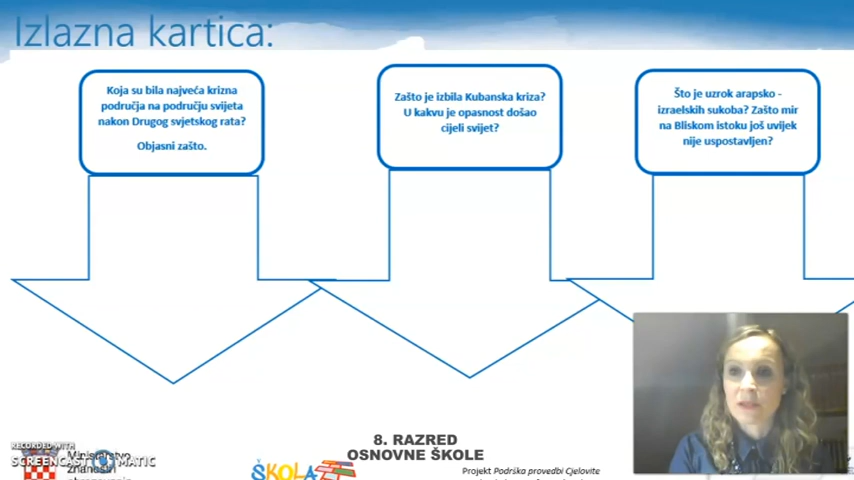 Izlazna kartica:
Koja su bila najveća krizna
područja na području svijeta
nakon Drugog svjetskog rata?
Objasni zašto.
Zašto je izbila Kubanska kriza?
U kakvu je opasnost došao
cijeli svijet?
Što je uzrok arapsko -
izraelskih sukoba? Zašto mir
na Bliskom istoku još uvijek
nije uspostavljen?
RECORDED WITH
SCREENCAST MATIC
Ministarstvo
znanosti
ŠKOLA
8. RAZRED
OSNOVNE ŠKOLE
Projekt Podrška provedbi Cjelovite